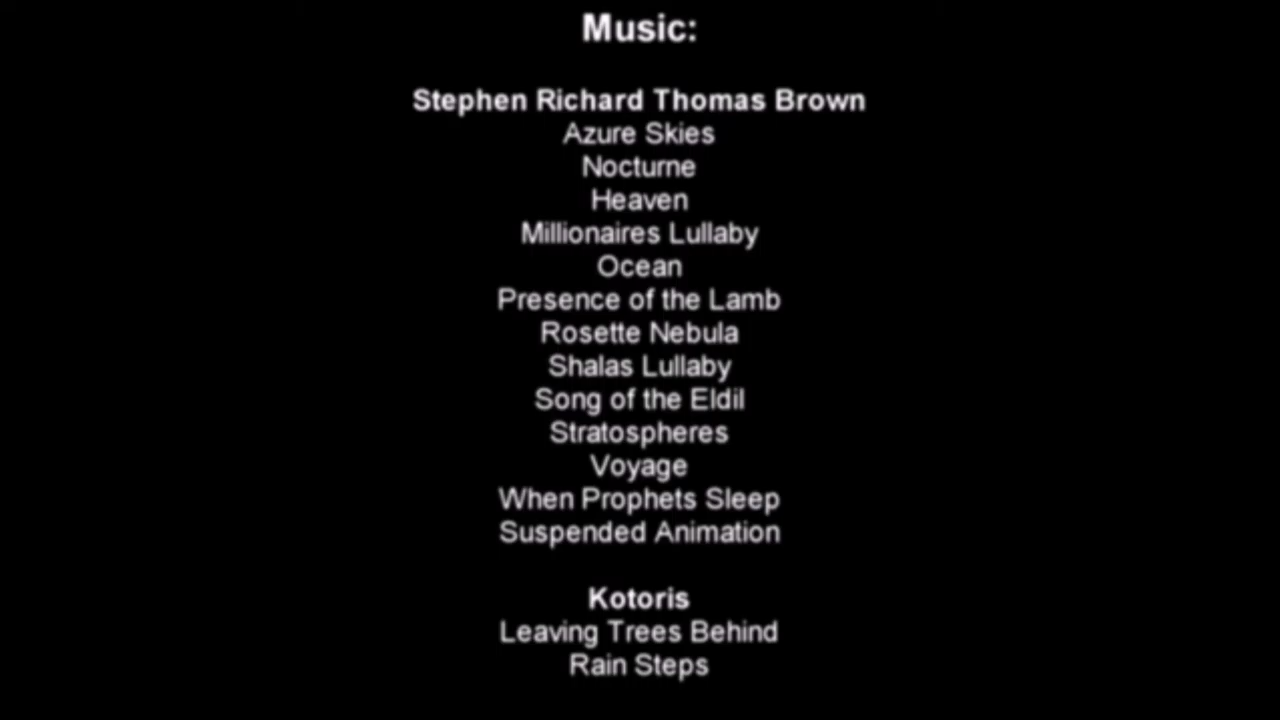 Music:
Stephen Richard Thomas Brown
Azure Skies
Nocturne
Heaven
Millionaires Lullaby
Ocean
Presence of the Lamb
Rosette Nebula
Shalas Lullaby
Song of the Eldil
Stratospheres
Voyage
When Prophets Sleep
Suspended Animation
Kotoris
Leaving Trees Behind
Rain Steps